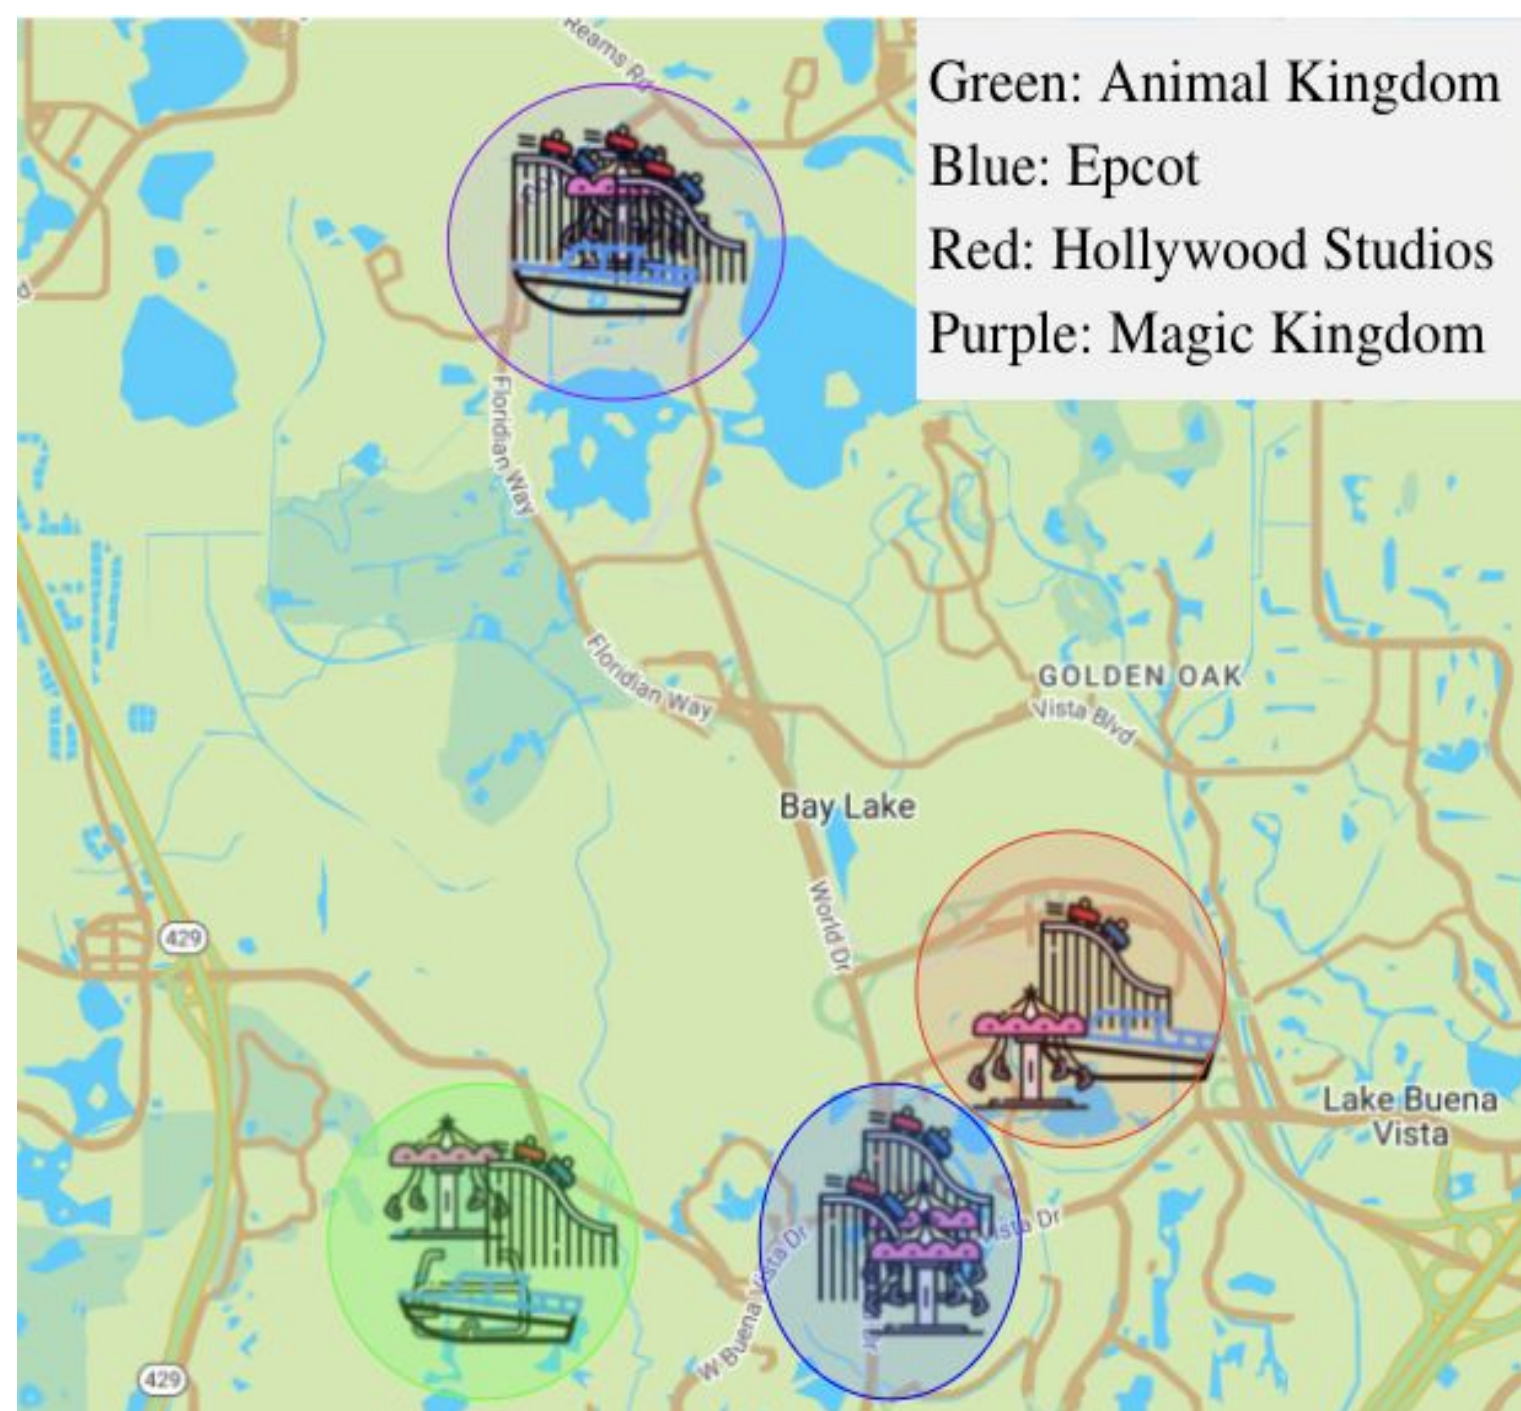 Reams Rd
Green: Animal Kingdom
Blue: Epcot
Red: Hollywood Studios
Purple: Magic Kingdom
Floridian Way
Floridian Way
GOLDEN OAK
Vista Blvd
Bay Lake
World Dr
429
Lake Buena
Vista
W Buena Vista Dr
Vista Dr
429